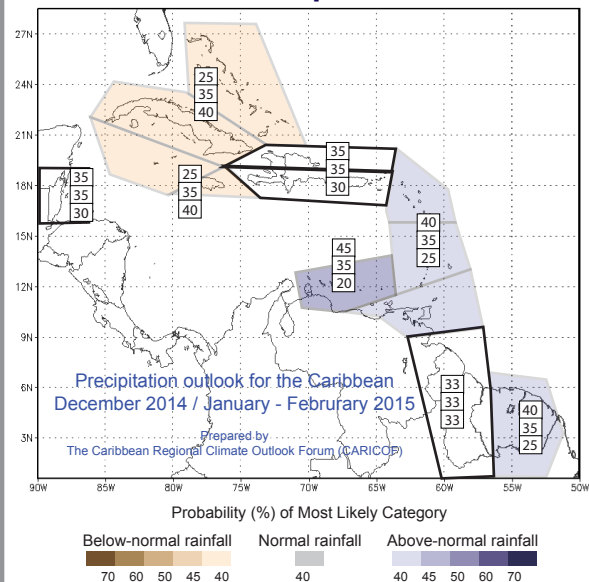 27N
24N
21N
18N
15N
12N
9N
6N
3N
25
35
40
35
35
30
35
35
30
25
35
40
40
35
25
45
35
20
33
33
33
40
35
25
Precipitation outlook for the Caribbean
December 2014 / January - Februrary 2015
Prepared by
The Caribbean Regional Climate Outlook Forum (CARICOF)
90W 85W 80W 75W 70W 65W 60W 55W 50W
Probability (%) of Most Likely Category
Below-normal rainfall Normal rainfall Above-normal rainfall
70 60 50 45 40 40 40 45 50 60 70